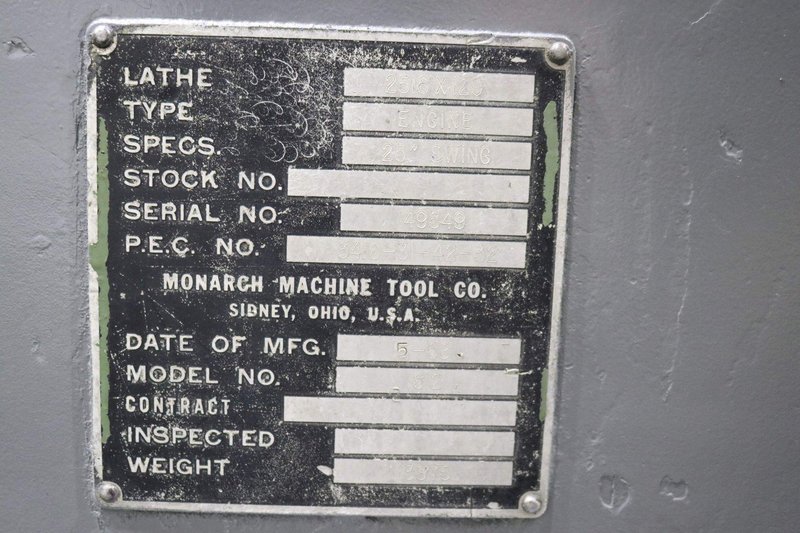 LATHE
TYPE ENGINE
SPECS. 25" SWING
STOCK NO.
SERIAL NO. 49649
P.E.C. NO.
MONARCH MACHINE TOOL CO.
SIDNEY, OHIO, U.S.A.
DATE OF MFG.
MODEL NO.
CONTRACT
INSPECTED
WEIGHT